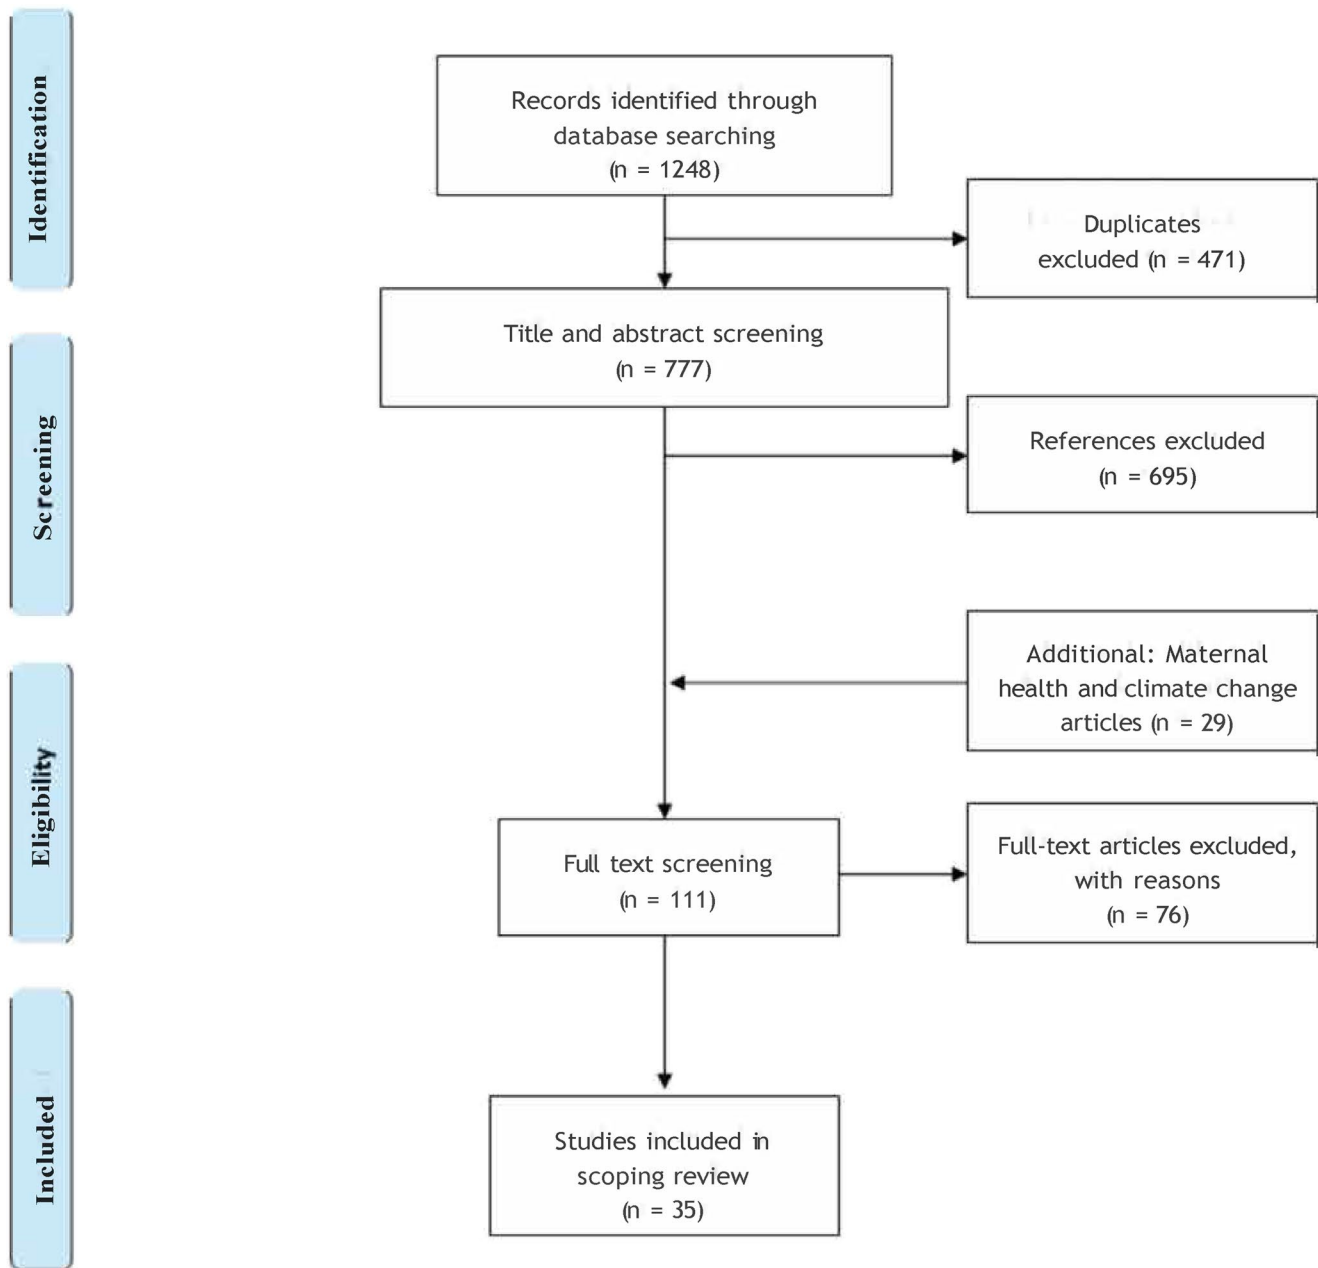 Identification
Records identified through
database searching
(n = 1248)
Duplicates
excluded (n = 471)
Title and abstract screening
(n = 777)
Screening
References excluded
(n = 695)
Additional: Maternal
health and climate change
articles (n = 29)
Eligibility
Full text screening
(n = 111)
Full-text articles excluded,
with reasons
(n = 76)
Included
Studies included in
scoping review
(n = 35)